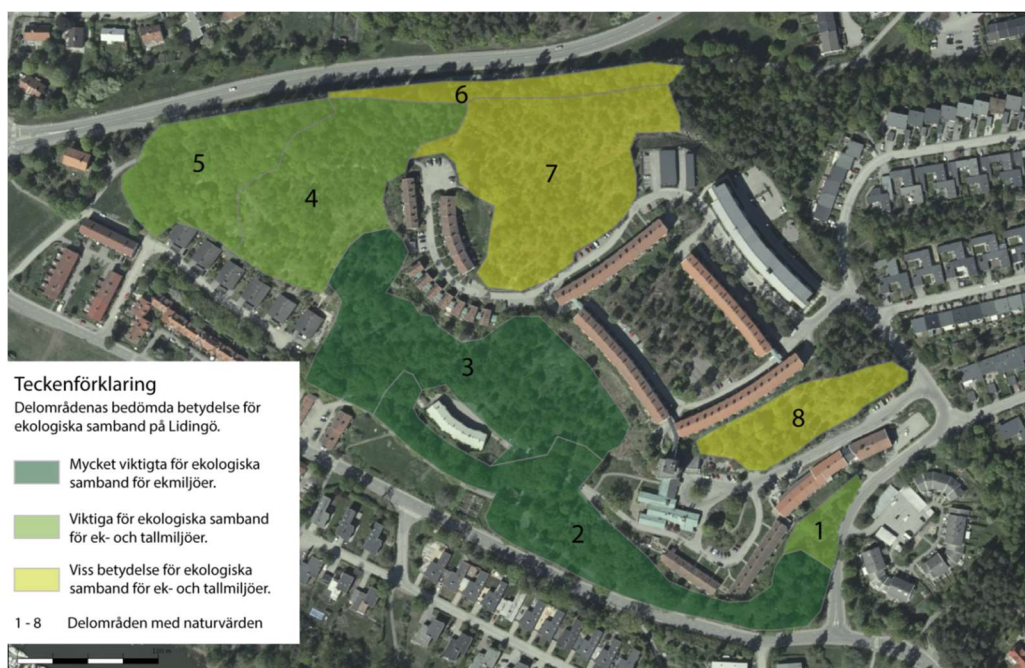 6
5
7
4
3
8
1
2
Teckenförklaring
Delområdenas bedömda betydelse för
ekologiska samband på Lidingö.
Mycket viktigta för ekologiska
samband för ekmiljöer.
Viktiga för ekologiska samband
för ek- och tallmiljöer.
Viss betydelse för ekologiska
samband för ek- och tallmiljöer.
1 - 8 Delområden med naturvärden